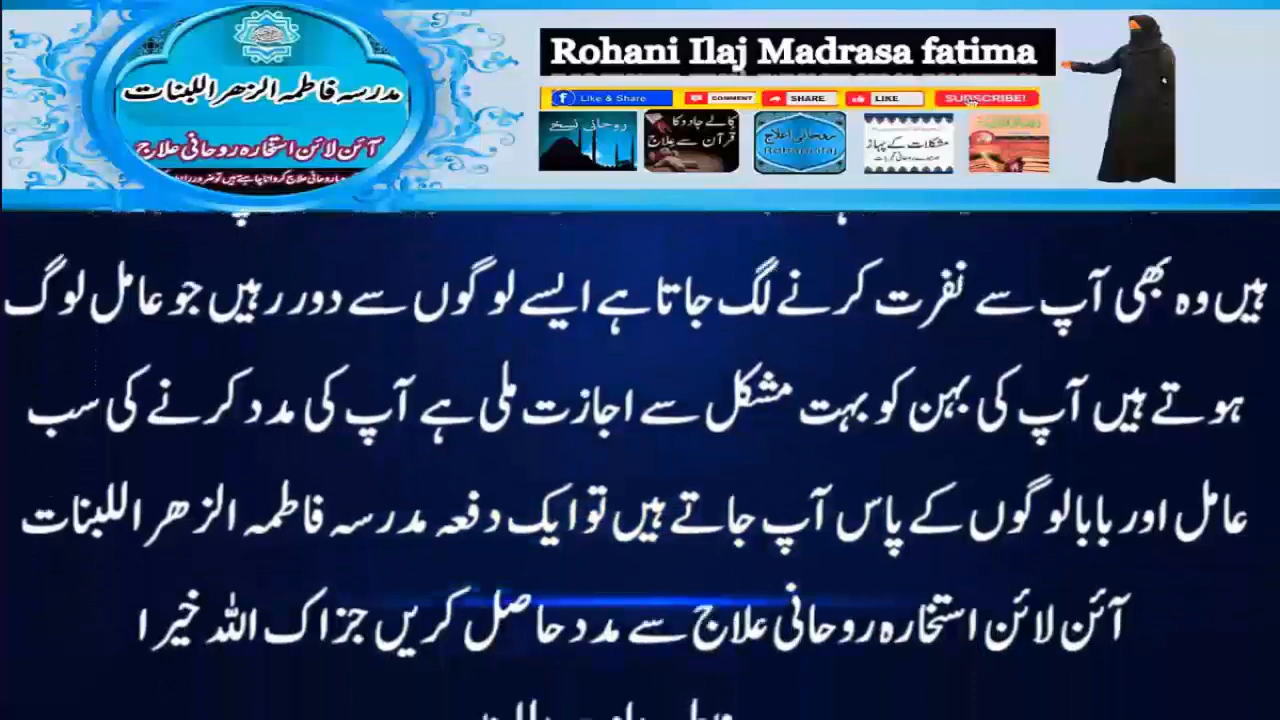 مدرسہ فاطمہ الزھرا للبنات
آئن لائن استخارہ روحانی علاج
Rohani Ilaj Madrasa fatima
Like & Share
COMMENT
SHARE
LIKE
SUBSCRIBE!
روحانی نسخے
کالے جادو کا
قرآن سے علاج
روحانی علاج
مشکلات کے پہاڑ
ہیں وہ بھی آپ سے نفرت کرنے لگ جاتا ہے ایسے لوگوں سے دور رہیں جو عامل لوگ
ہوتے ہیں آپ کی بہن کو بہت مشکل سے اجازت ملی ہے آپ کی مدد کرنے کی سب
عامل اور بابا لوگوں کے پاس آپ جاتے ہیں تو ایک دفعہ مدرسہ فاطمہ الزھرا للبنات
آئن لائن استخارہ روحانی علاج سے مدد حاصل کریں جزاک اللہ خیرا